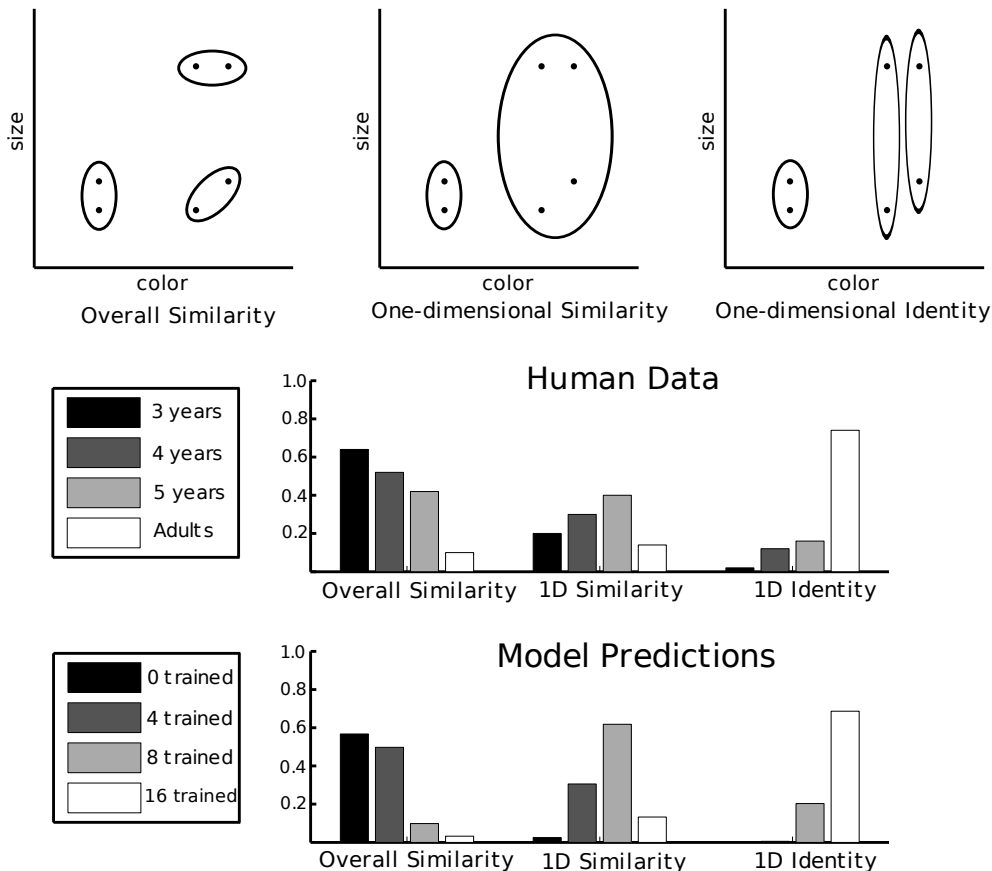 size
color
Overall Similarity
size
color
One-dimensional Similarity
size
color
One-dimensional Identity
3 years
4 years
5 years
Adults
Human Data
1.0
0.8
0.6
0.4
0.2
Overall Similarity
1D Similarity
1D Identity
0 trained
4 trained
8 trained
16 trained
Model Predictions
1.0
0.8
0.6
0.4
0.2
Overall Similarity
1D Similarity
1D Identity